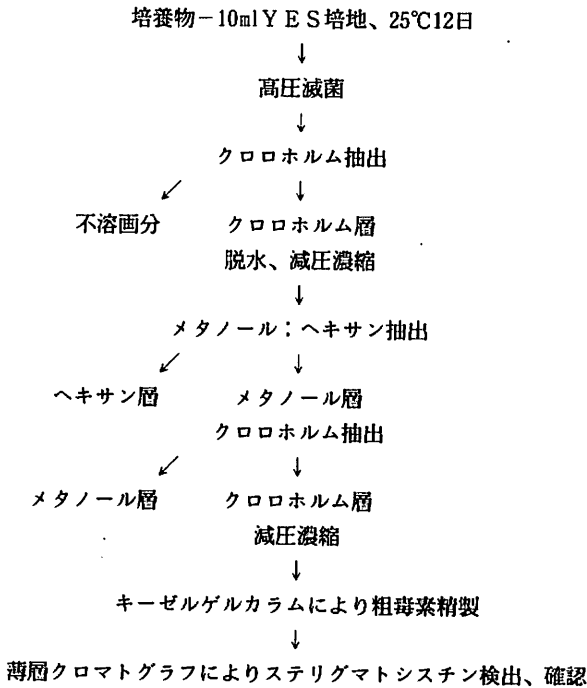 培養物－10mlＹＥＳ培地、25℃12日
↓
高圧滅菌
↓
クロロホルム抽出
↙ ↓
不溶画分 クロロホルム層
脱水、減圧濃縮
↓
メタノール：ヘキサン抽出
↙ ↓
ヘキサン層 メタノール層
クロロホルム抽出
↙ ↓
メタノール層 クロロホルム層
減圧濃縮
↓
キーゼルゲルカラムにより粗毒素精製
↓
薄層クロマトグラフによりステリグマトシスチン検出、確認